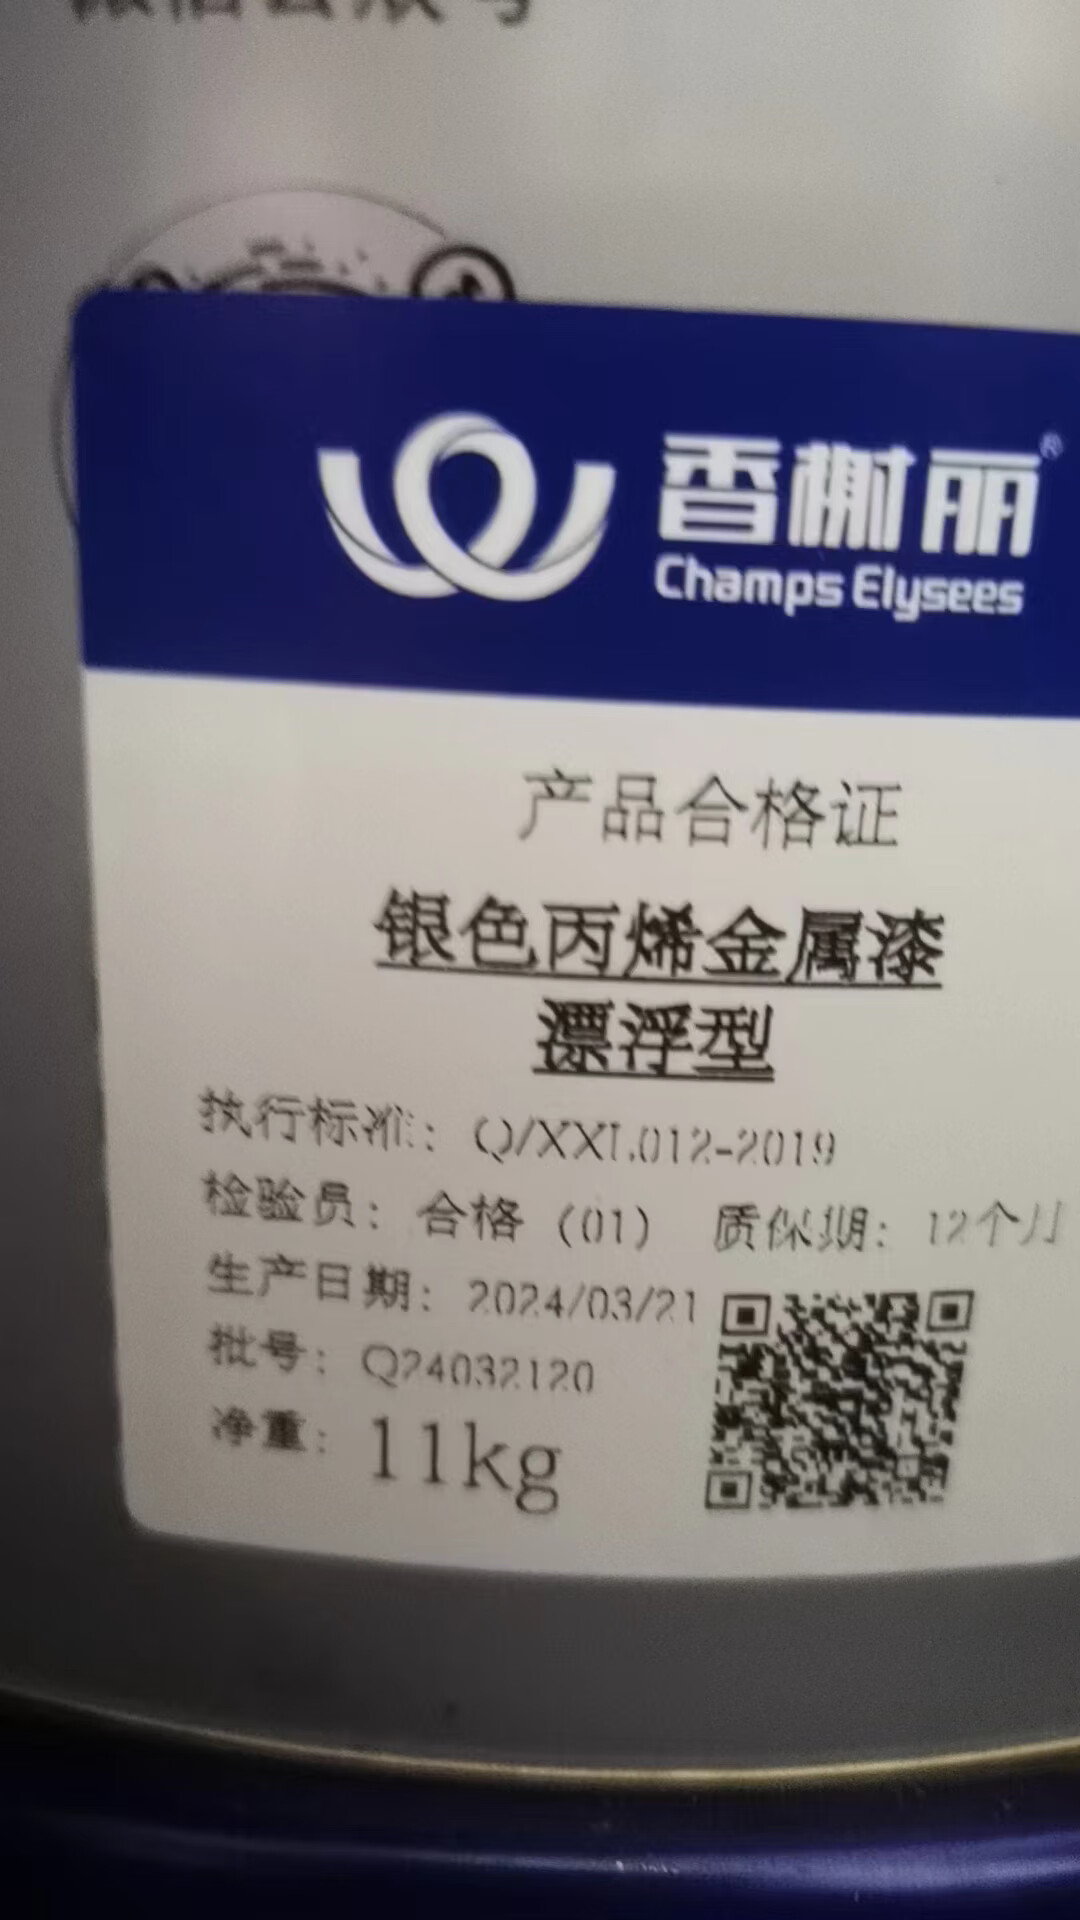 香榭丽®
Champs Elysees
产品合格证
银色丙烯金属漆
漂浮型
执行标准：Q/XXL012-2019
检验员：合格（01） 质保期：12个月
生产日期：2024/03/21
批号：Q24032120
净重：11kg